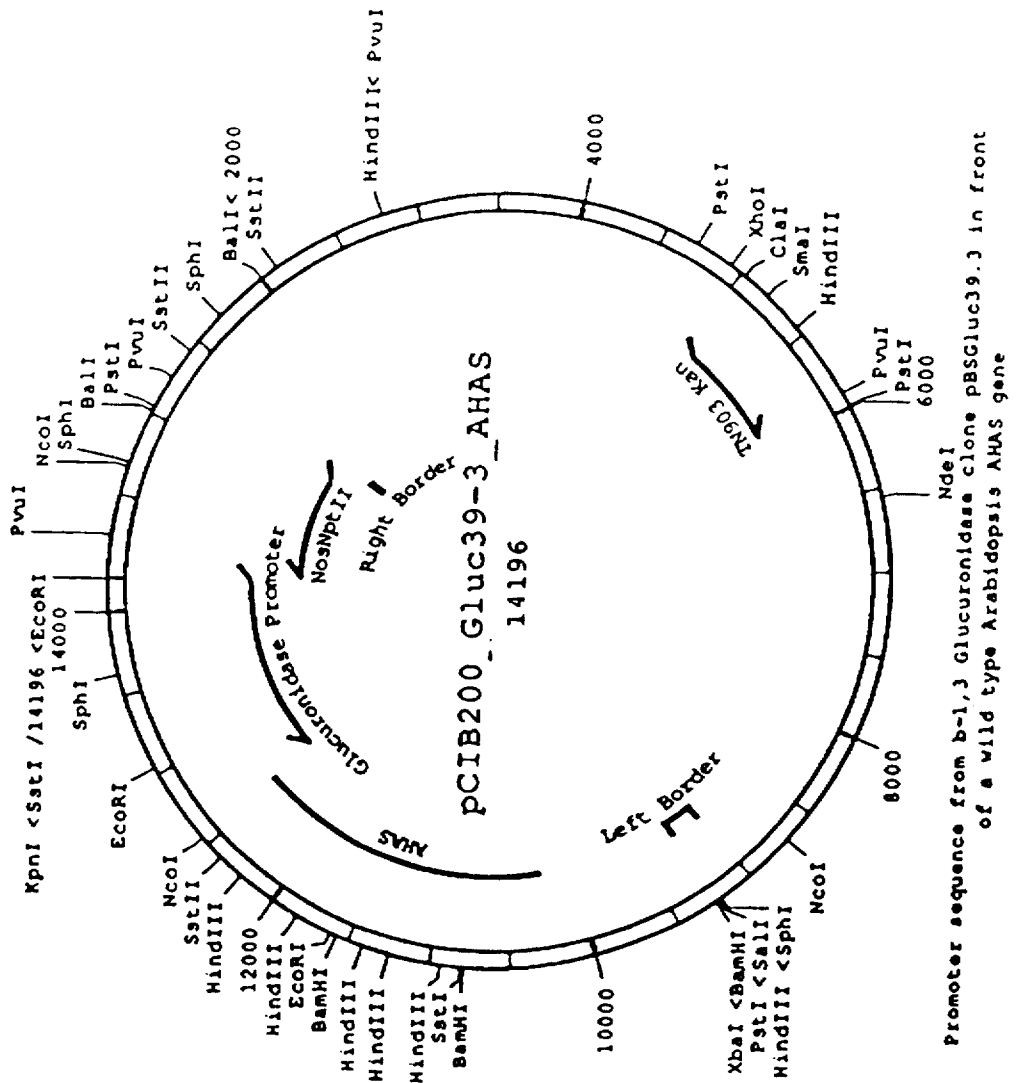 KpnI <SstI /14196 <EcoRI
PvuI
NcoI
SphI
BalI
PstI
PvuI
SstII
SphI
BalI< 2000
SstII
HindIII< PvuI
4000
PstI
XhoI
ClaI
SmaI
HindIII
PvuI
PstI
6000
NdeI
8000
NcoI
XbaI <BamHI
PstI <SalI
HindIII <SphI
10000
BamHI
SstI
HindIII
HindIII
HindIII
BamHI
EcoRI
HindIII
12000
HindIII
SstII
NcoI
EcoRI
SphI
14000
NosNptII
Right Border
Glucuronidase Promoter
AHAS
TN903 Kan
Left Border
pCIB200_Gluc39-3_AHAS
14196
Promoter sequence from b-1,3 Glucuronidase clone pBSGluc39.3 in front
of a wild type Arabidopsis AHAS gene